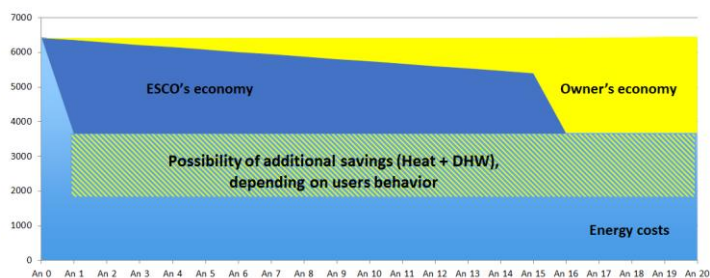 7000
6000
5000
4000
3000
2000
1000
0
ESCO's economy
Owner's economy
Possibility of additional savings (Heat + DHW),
depending on users behavior
Energy costs
An 0 An 1 An 2 An 3 An 4 An 5 An 6 An 7 An 8 An 9 An 10 An 11 An 12 An 13 An 14 An 15 An 16 An 17 An 18 An 19 An 20